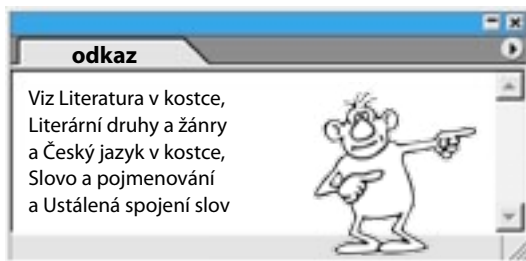 odkaz
Viz Literatura v kostce,
Literární druhy a žánry
a Český jazyk v kostce,
Slovo a pojmenování
a Ustálená spojení slov